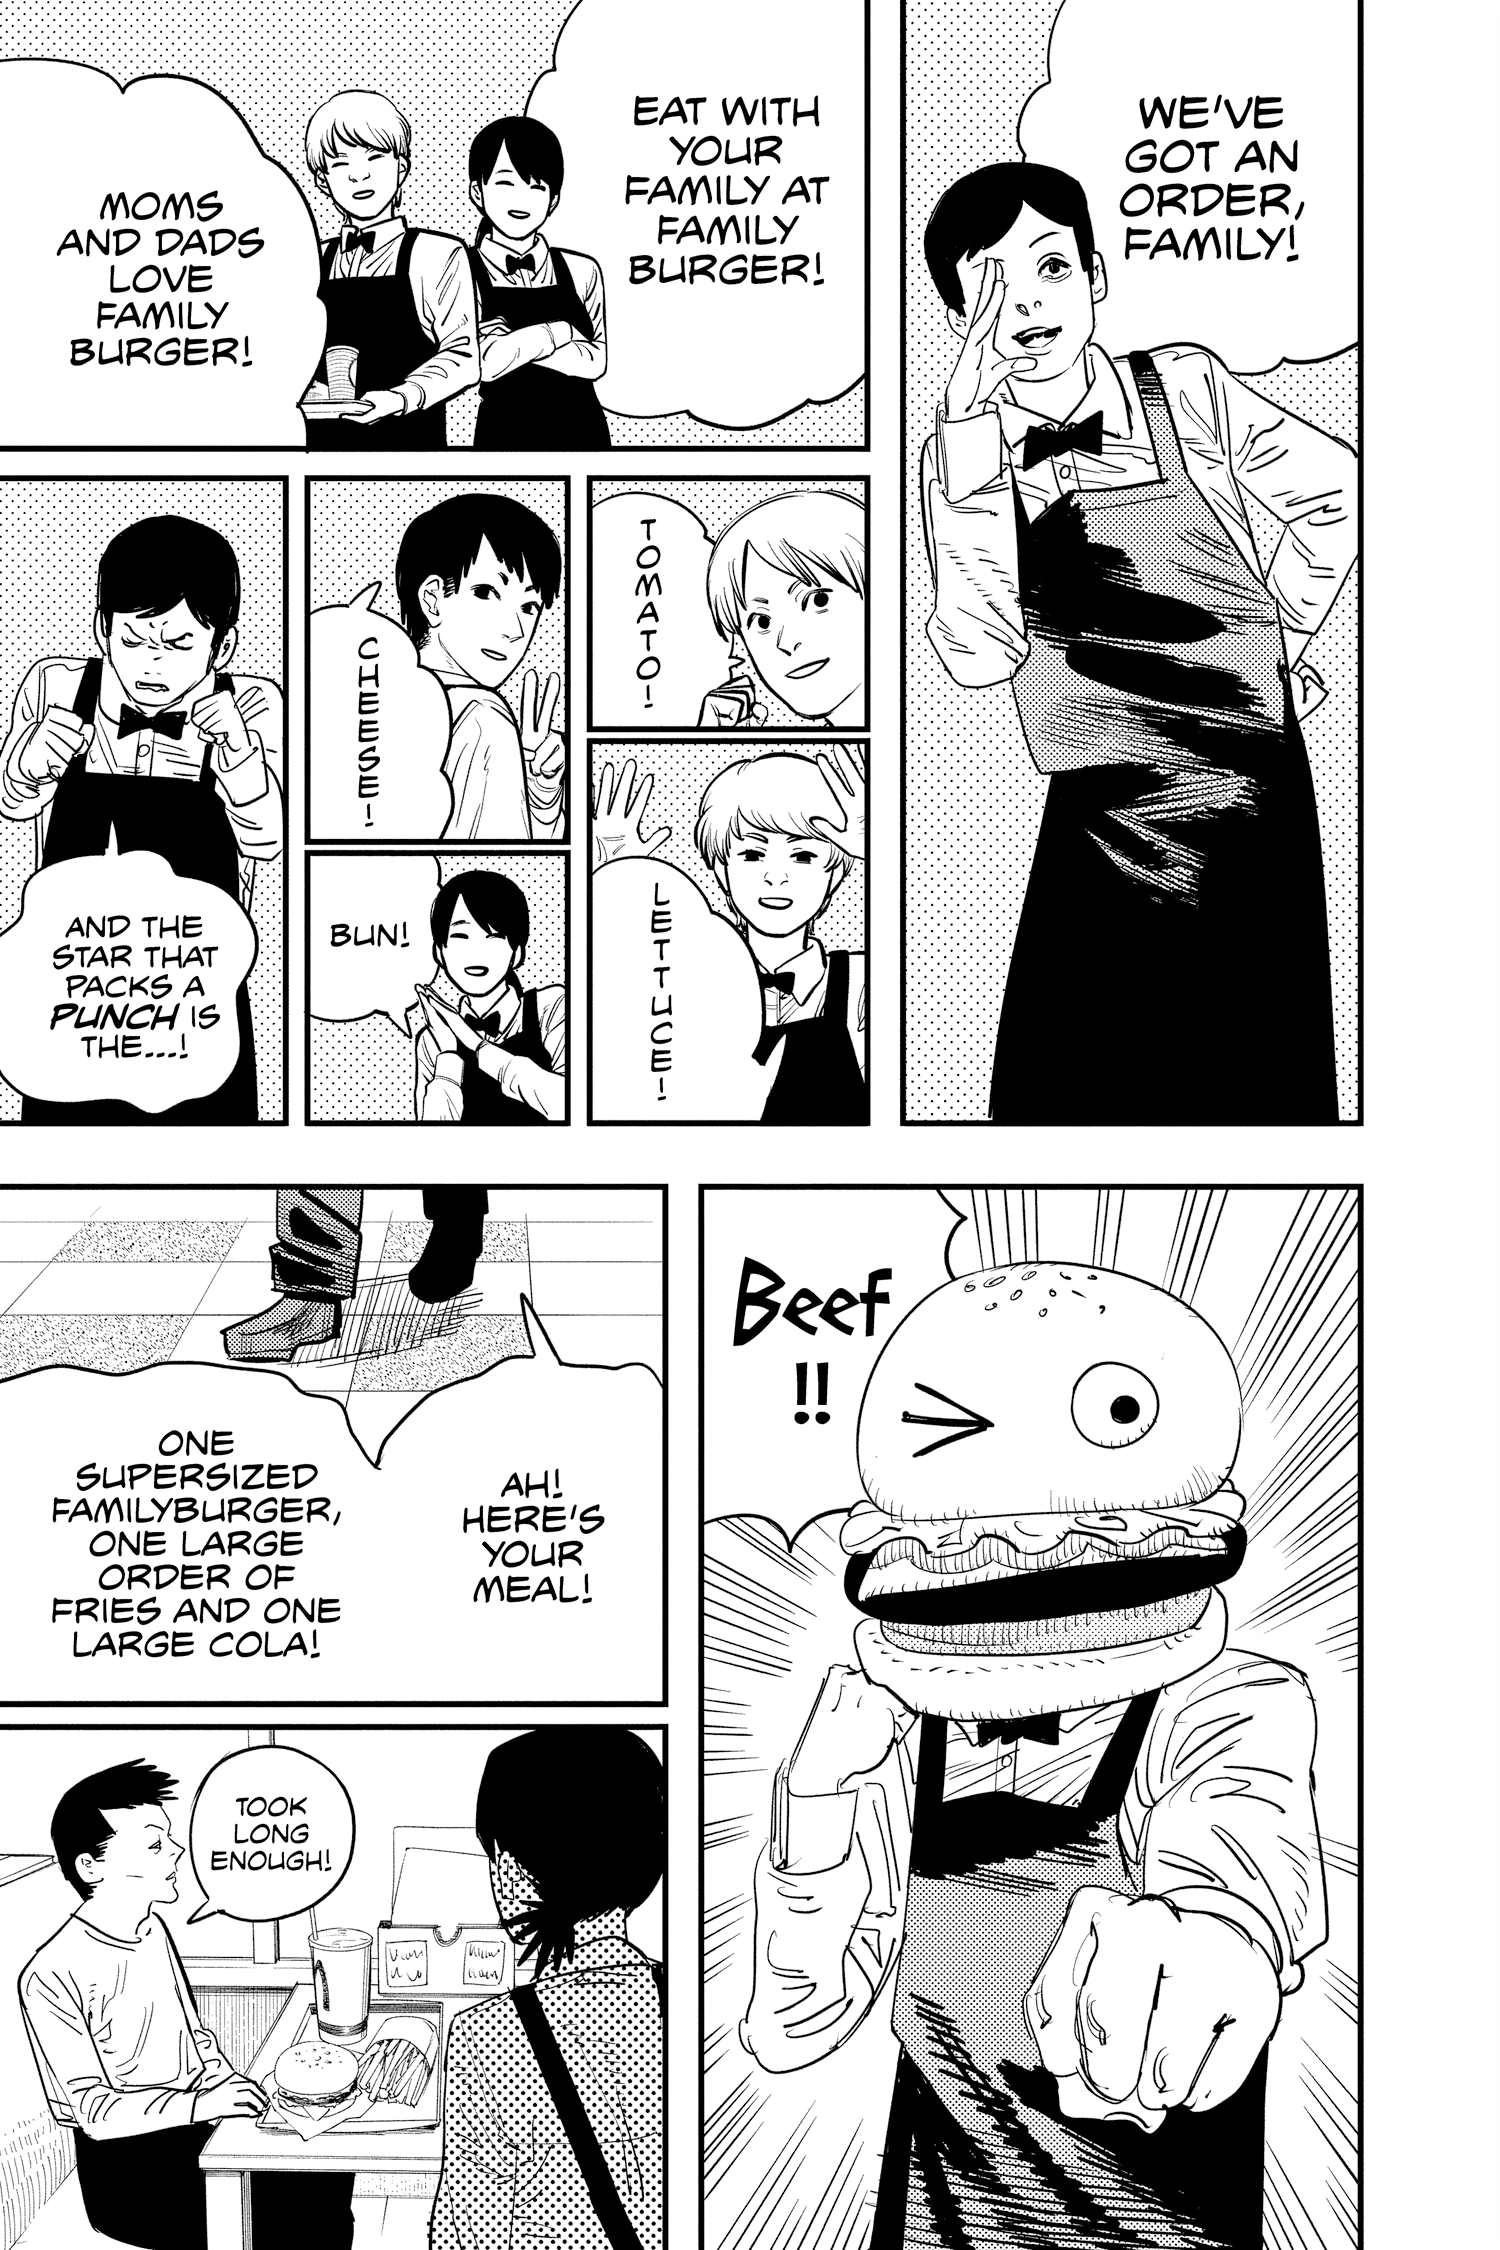 WE'VE
GOT AN
ORDER,
FAMILY!
EAT WITH
YOUR
FAMILY AT
FAMILY
BURGER!
MOMS
AND DADS
LOVE
FAMILY
BURGER!
TOMATO!
LETTUCE!
CHEESE!
BUN!
AND THE
STAR THAT
PACKS A
PUNCH IS
THE...!
Beef
!!
AH!
HERE'S
YOUR
MEAL!
ONE
SUPERSIZED
FAMILYBURGER,
ONE LARGE
ORDER OF
FRIES AND ONE
LARGE COLA!
TOOK
LONG
ENOUGH!